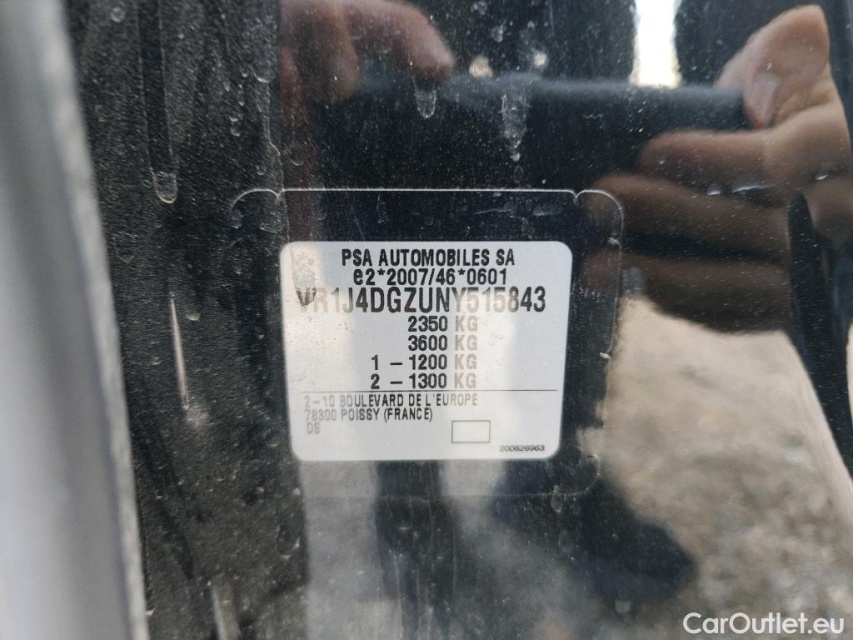 PSA AUTOMOBILES SA
e2*2007/46*0601
VR1J4DGZUNY515843
2350 KG
3600 KG
1 - 1200 KG
2 - 1300 KG
2-10 BOULEVARD DE L'EUROPE
78300 POISSY (FRANCE)
DS
200626963
CarOutlet.eu